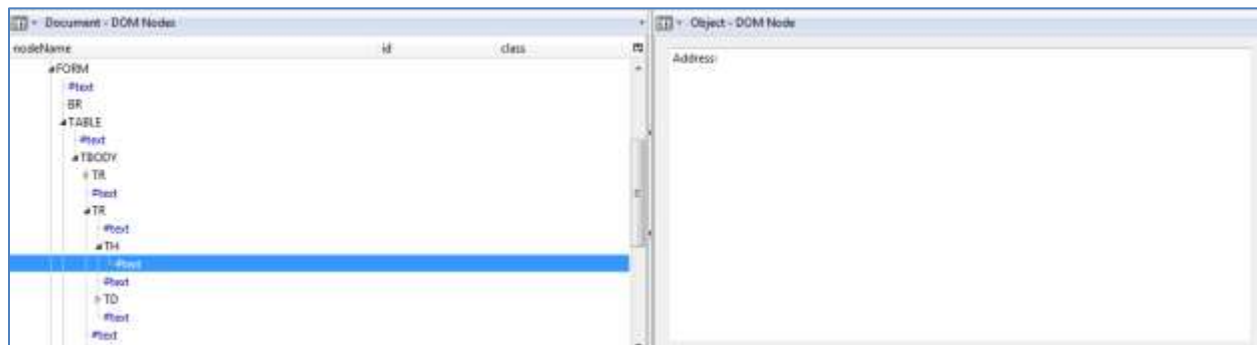 Document - DOM Nodes
Object - DOM Node
nodeName id class
Address:
FORM
#text
BR
TABLE
#text
TBODY
TR
#text
TR
#text
TH
#text
#text
TD
#text
#text